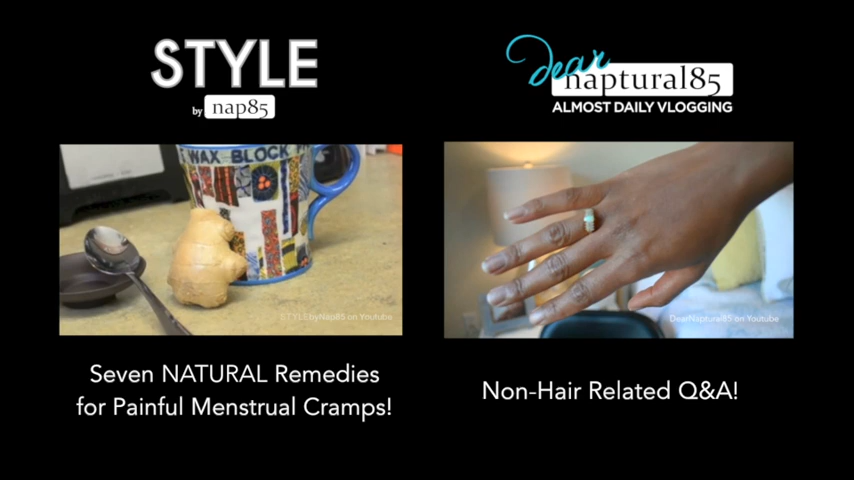 STYLE
by nap85
dear
naptural85
ALMOST DAILY VLOGGING
WAX BLOCK
STYLEbyNap85 on Youtube
DearNaptural85 on Youtube
Seven NATURAL Remedies
for Painful Menstrual Cramps!
Non-Hair Related Q&A!